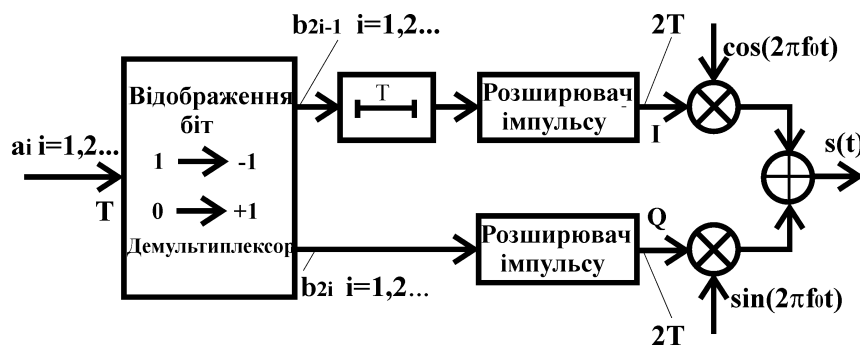 b2i-1 i=1,2...
2T
cos(2πf0t)
Відображення
біт
T
Розширювач
імпульсу
I
ai i=1,2...
T
1 -1
0 +1
Демультиплексор
s(t)
Q
Розширювач
імпульсу
b2i i=1,2...
2T
sin(2πf0t)